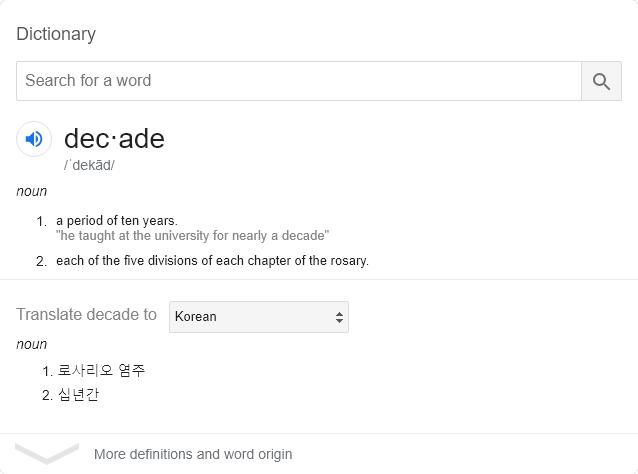 Dictionary
Search for a word
dec·ade
/ˈdekād/
noun
1. a period of ten years.
"he taught at the university for nearly a decade"
2. each of the five divisions of each chapter of the rosary.
Translate decade to Korean
noun
1. 로사리오 염주
2. 십년간
More definitions and word origin